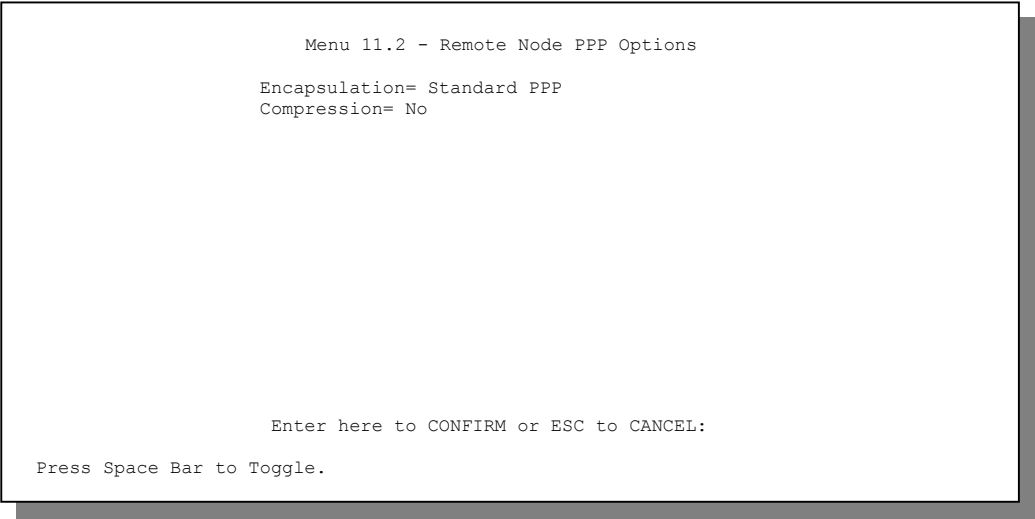 Menu 11.2 - Remote Node PPP Options
Encapsulation= Standard PPP
Compression= No
Enter here to CONFIRM or ESC to CANCEL:
Press Space Bar to Toggle.